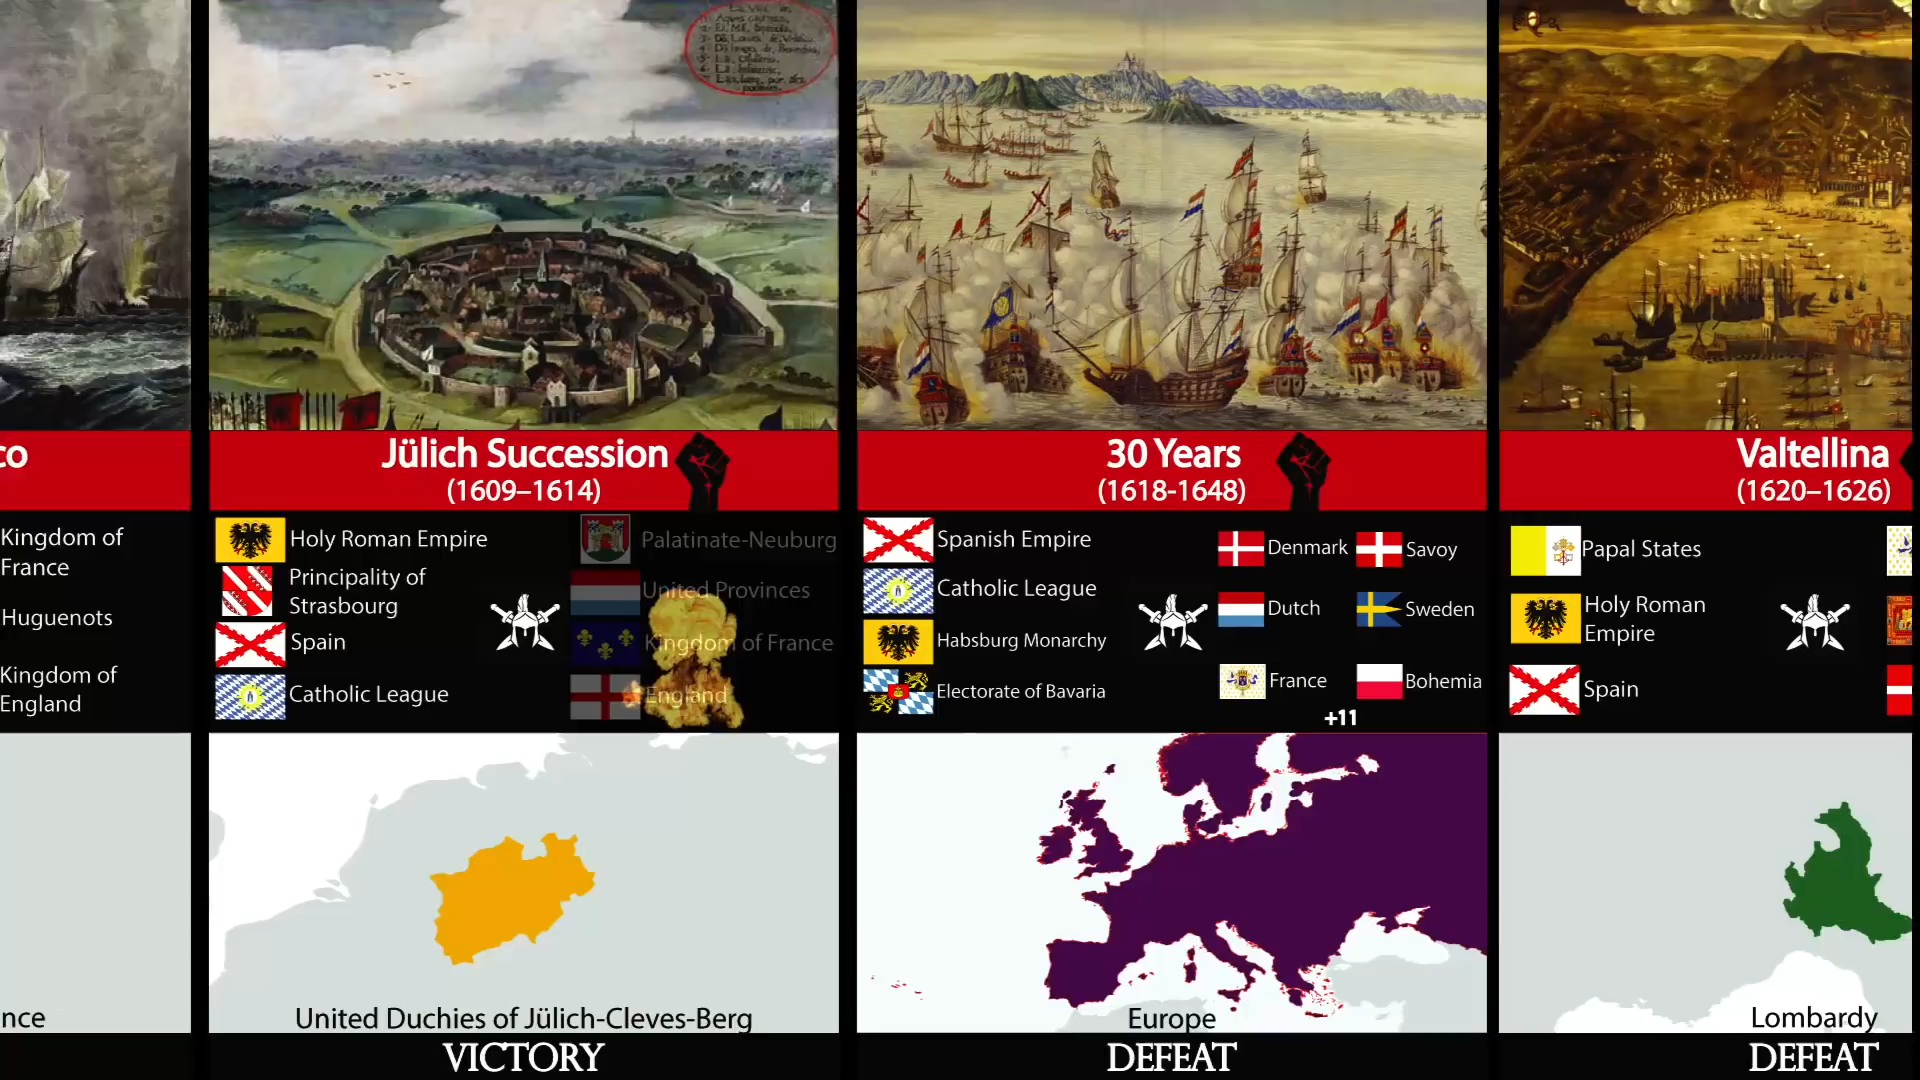 co
Kingdom of
France
Huguenots
Kingdom of
England
nce
Jülich Succession
(1609–1614)
Holy Roman Empire
Principality of
Strasbourg
Spain
Catholic League
Palatinate-Neuburg
United Provinces
Kingdom of France
England
United Duchies of Jülich-Cleves-Berg
VICTORY
30 Years
(1618-1648)
Spanish Empire
Catholic League
Habsburg Monarchy
Electorate of Bavaria
Denmark
Savoy
Dutch
Sweden
France
Bohemia
+11
Europe
DEFEAT
Valtellina
(1620–1626)
Papal States
Holy Roman
Empire
Spain
Lombardy
DEFEAT